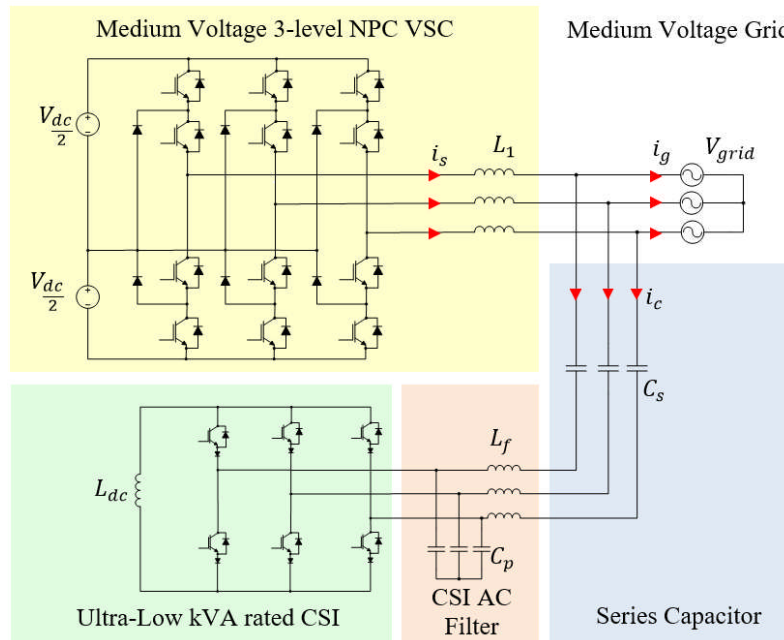 Medium Voltage 3-level NPC VSC
Medium Voltage Grid
V_dc/2
i_s
L_1
i_g
V_grid
V_dc/2
i_c
C_s
L_f
L_dc
C_p
CSI AC
Filter
Ultra-Low kVA rated CSI
Series Capacitor